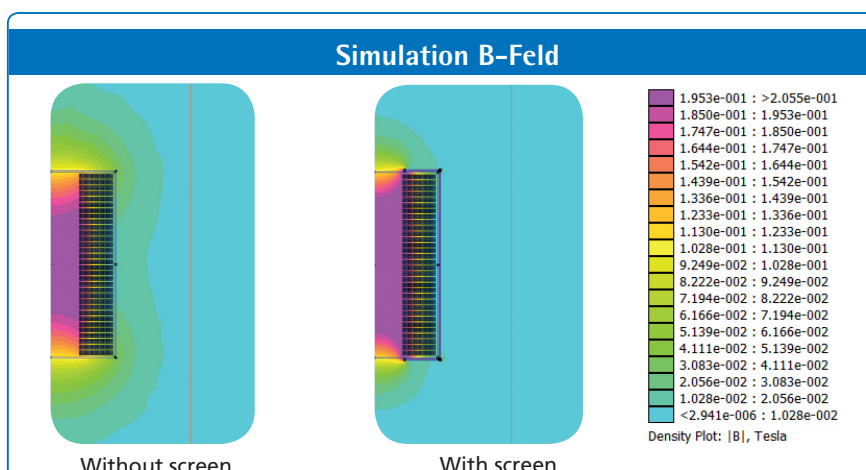 Simulation B-Feld
1.953e-001 : >2.055e-001
1.850e-001 : 1.953e-001
1.747e-001 : 1.850e-001
1.644e-001 : 1.747e-001
1.542e-001 : 1.644e-001
1.439e-001 : 1.542e-001
1.336e-001 : 1.439e-001
1.233e-001 : 1.336e-001
1.130e-001 : 1.233e-001
1.028e-001 : 1.130e-001
9.249e-002 : 1.028e-001
8.222e-002 : 9.249e-002
7.194e-002 : 8.222e-002
6.166e-002 : 7.194e-002
5.139e-002 : 6.166e-002
4.111e-002 : 5.139e-002
3.083e-002 : 4.111e-002
2.056e-002 : 3.083e-002
1.028e-002 : 2.056e-002
<2.941e-006 : 1.028e-002
Density Plot: |B|, Tesla
Without screen
With screen